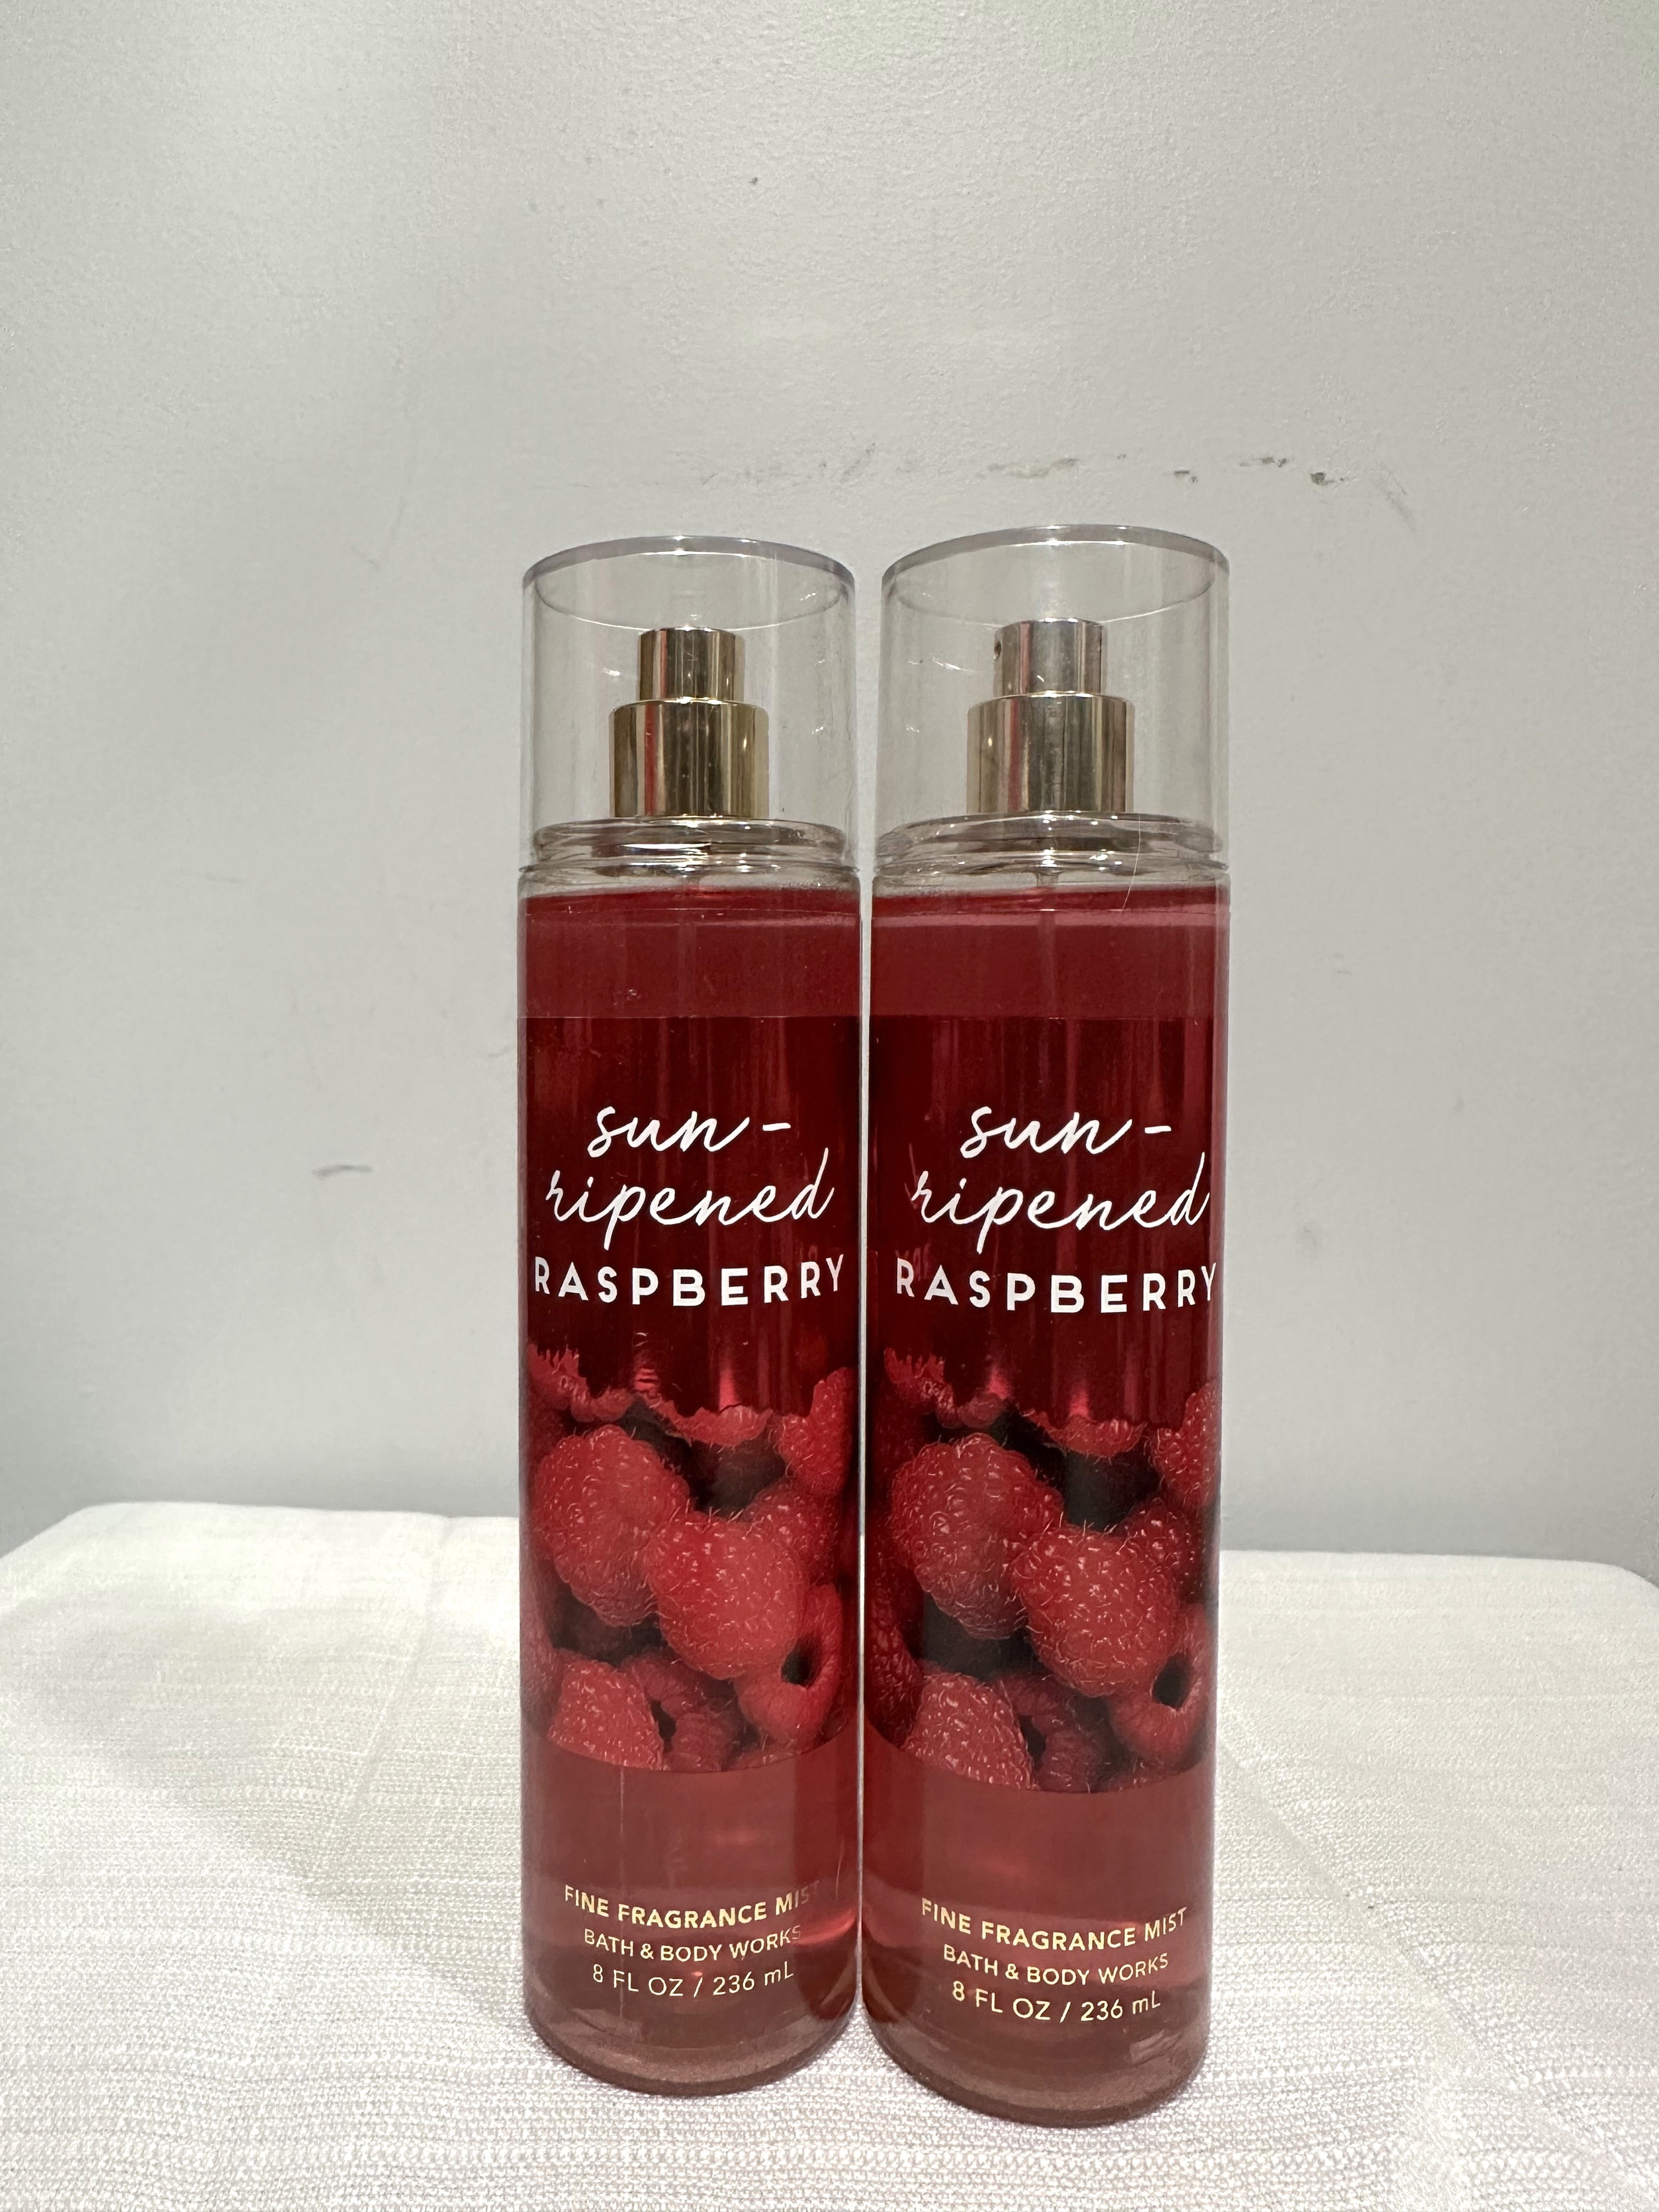 sun-
ripened
RASPBERRY
FINE FRAGRANCE MIST
BATH & BODY WORKS
8 FL OZ / 236 mL
sun-
ripened
RASPBERRY
FINE FRAGRANCE MIST
BATH & BODY WORKS
8 FL OZ / 236 mL